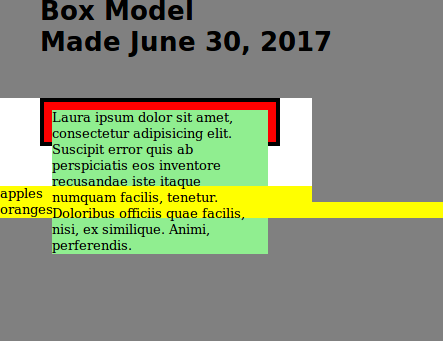 Box Model
Made June 30, 2017
Laura ipsum dolor sit amet,
consectetur adipisicing elit.
Suscipit error quis ab
perspiciatis eos inventore
recusandae iste itaque
numquam facilis, tenetur.
Doloribus officiis quae facilis,
nisi, ex similique. Animi,
perferendis.
apples
oranges